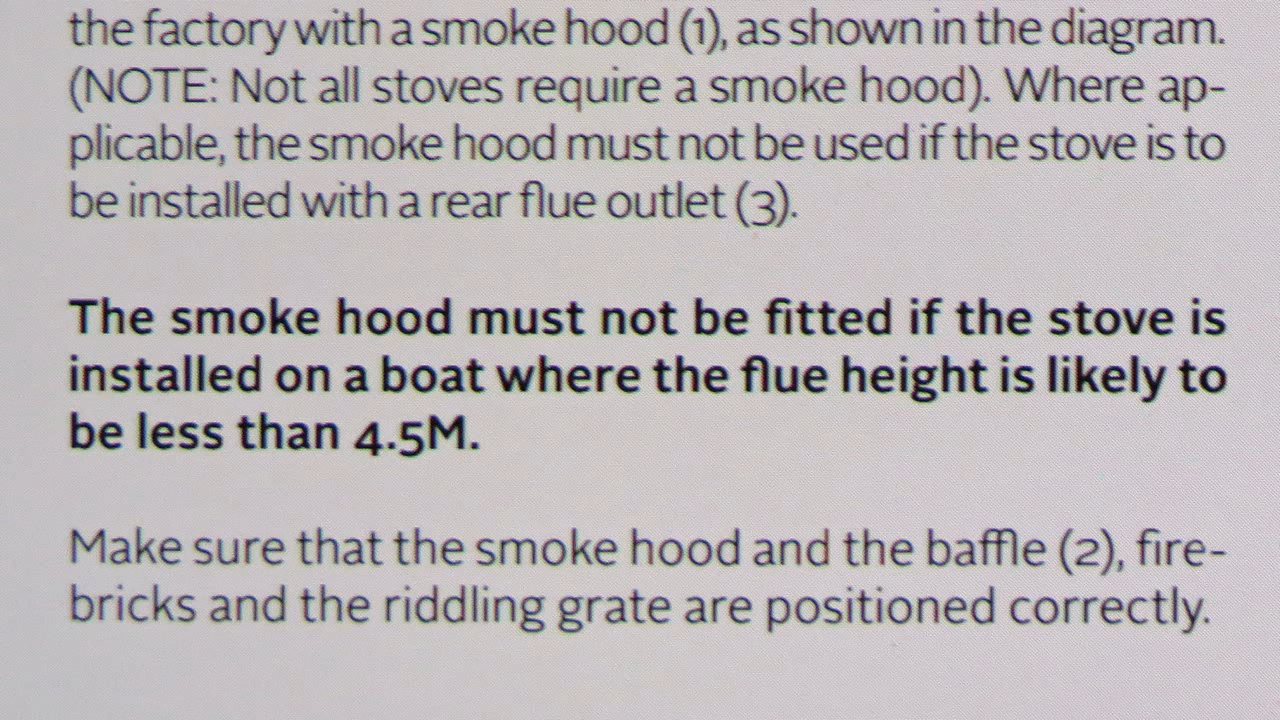 the factory with a smoke hood (1), as shown in the diagram.
(NOTE: Not all stoves require a smoke hood). Where ap-
plicable, the smoke hood must not be used if the stove is to
be installed with a rear flue outlet (3).
The smoke hood must not be fitted if the stove is
installed on a boat where the flue height is likely to
be less than 4.5M.
Make sure that the smoke hood and the baffle (2), fire-
bricks and the riddling grate are positioned correctly.